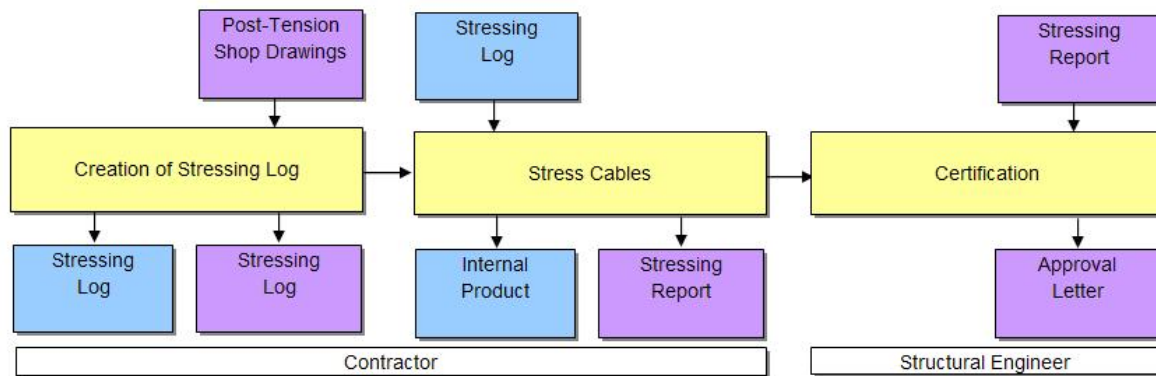 Post-Tension
Shop Drawings
Stressing
Log
Stressing
Report
Creation of Stressing Log
Stress Cables
Certification
Stressing
Log
Stressing
Log
Internal
Product
Stressing
Report
Approval
Letter
Contractor
Structural Engineer